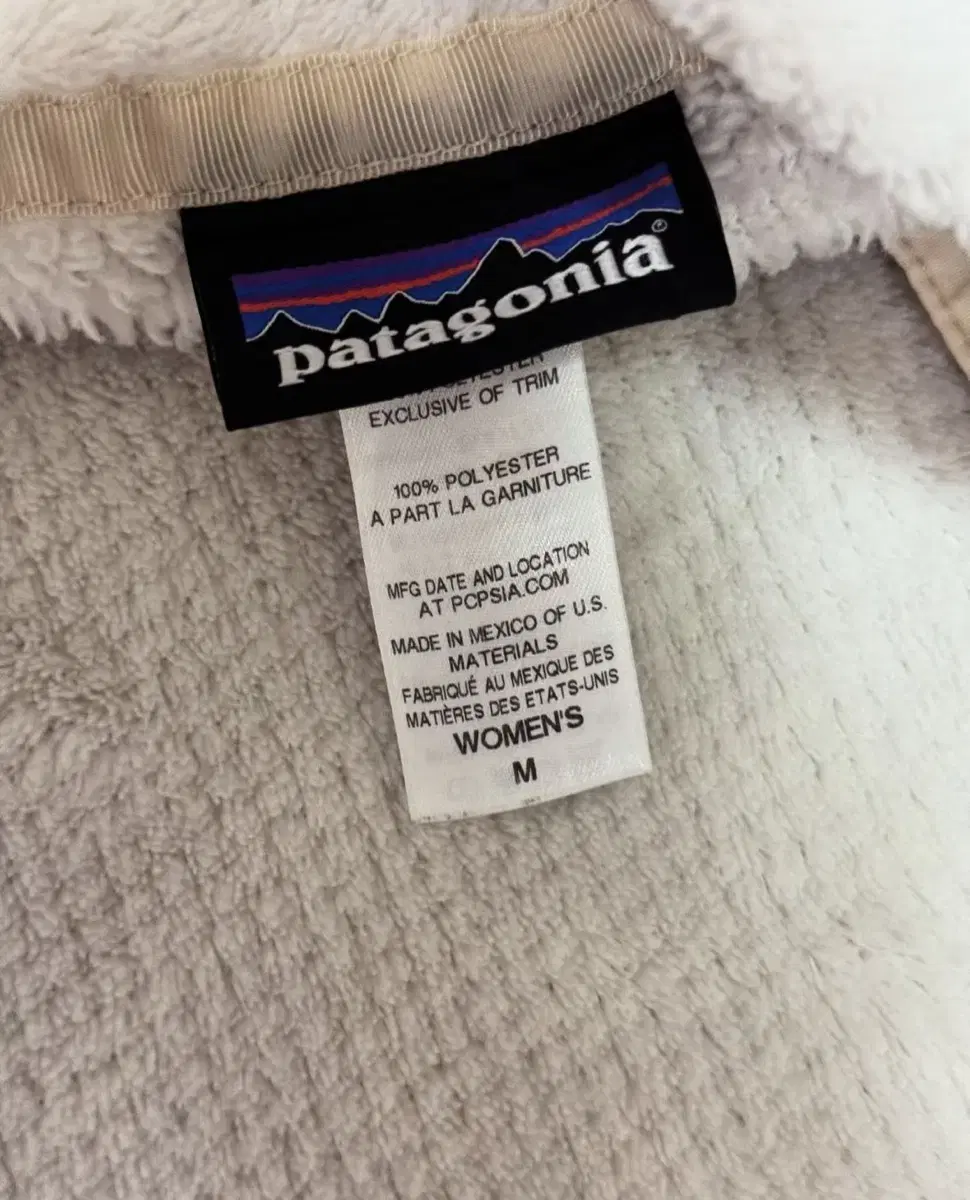 patagonia®
EXCLUSIVE OF TRIM
100% POLYESTER
A PART LA GARNITURE
MFG DATE AND LOCATION
AT PCPSIA.COM
MADE IN MEXICO OF U.S.
MATERIALS
FABRIQUÉ AU MEXIQUE DES
MATIÈRES DES ETATS-UNIS
WOMEN'S
M